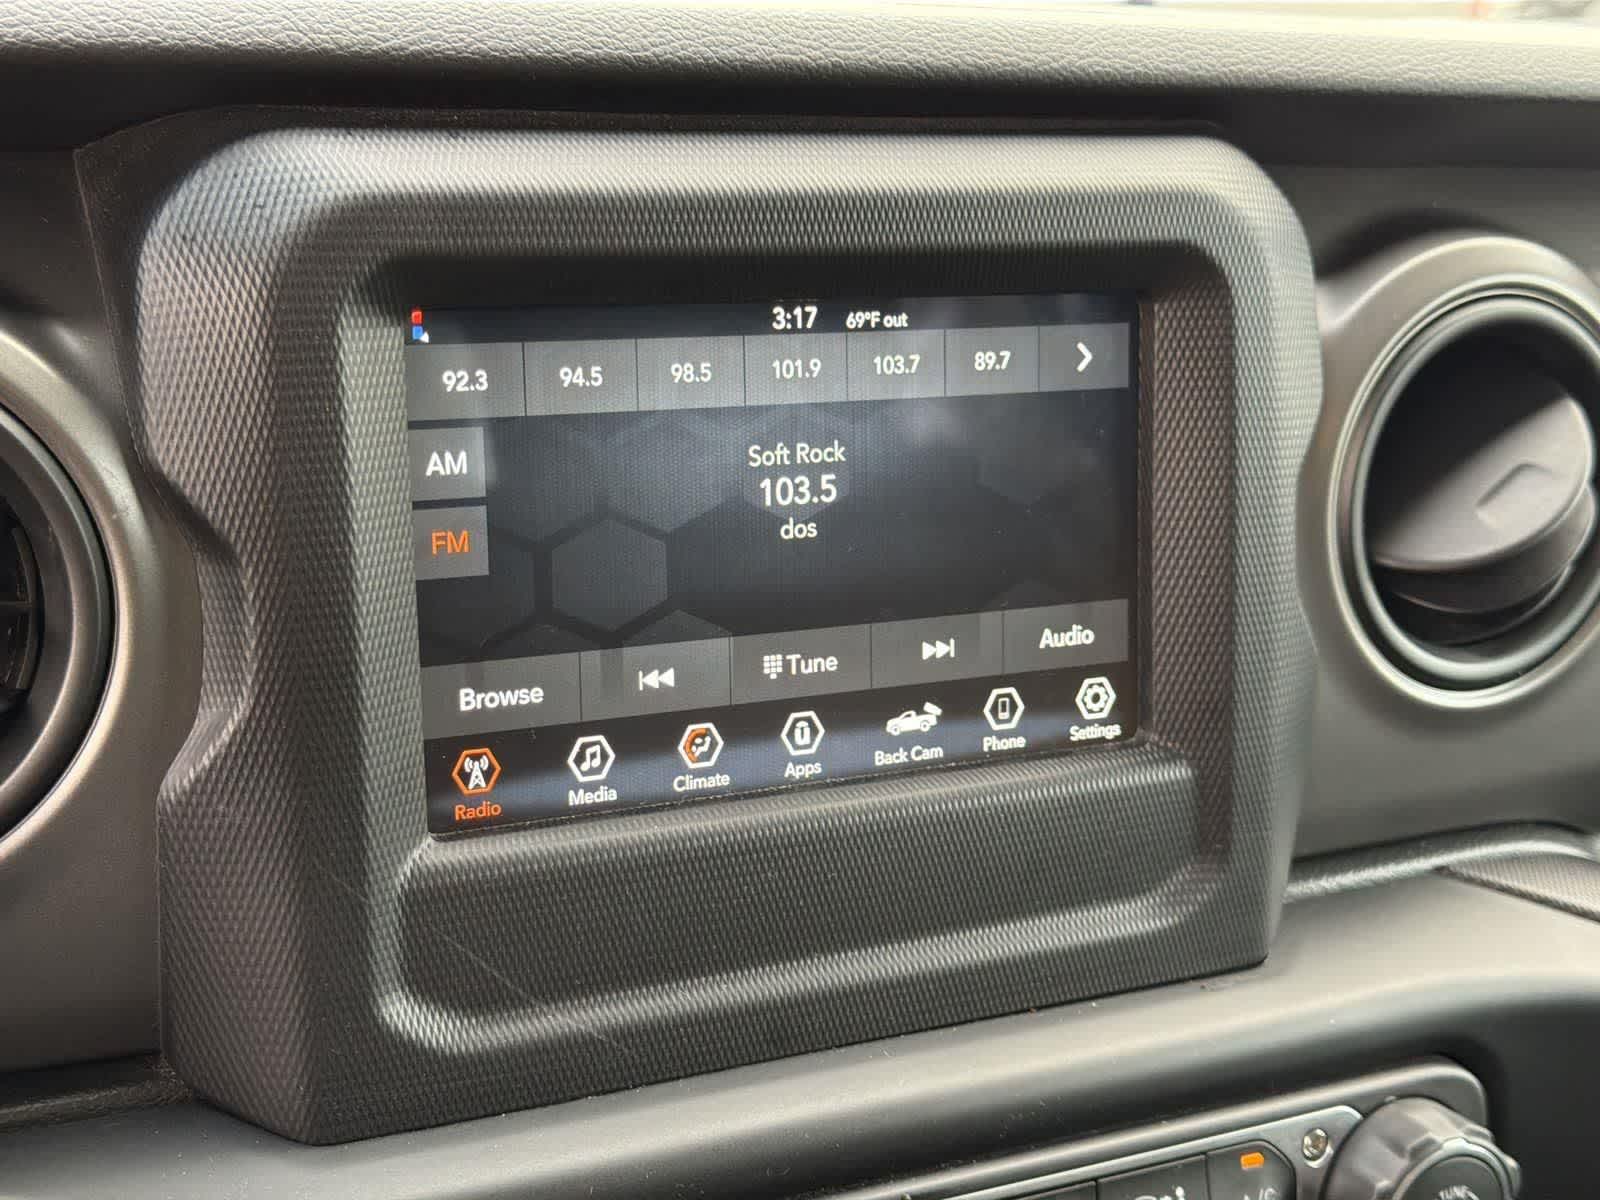 3:17 69°F out
92.3 94.5 98.5 101.9 103.7 89.7
AM
FM
Soft Rock
103.5
dos
Browse Tune Audio
Radio Media Climate Apps Back Cam Phone Settings
A/C
TUNE